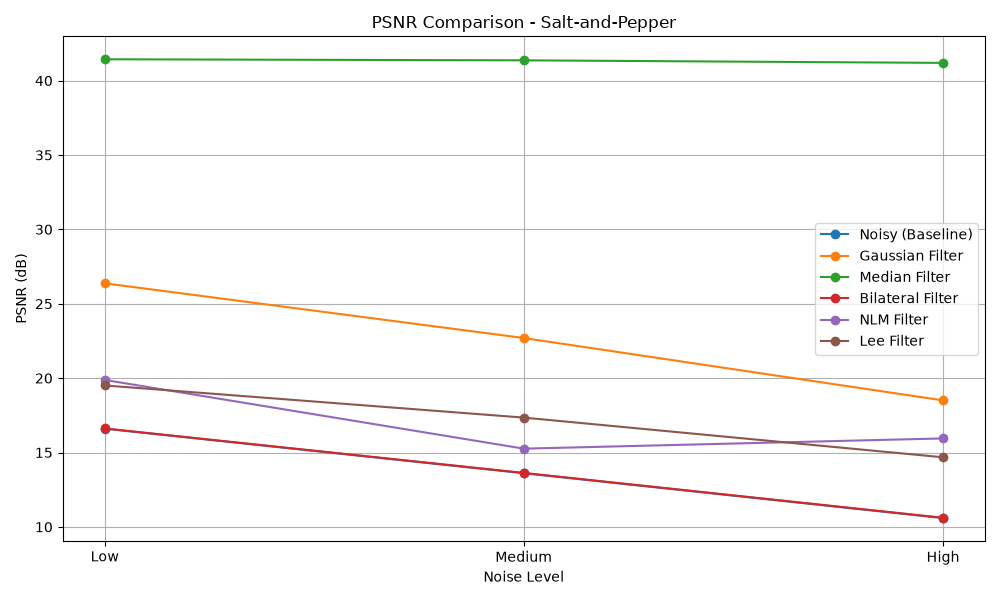 PSNR Comparison - Salt-and-Pepper
PSNR (dB)
40
35
30
25
20
15
10
Noisy (Baseline)
Gaussian Filter
Median Filter
Bilateral Filter
NLM Filter
Lee Filter
Low
Medium
High
Noise Level